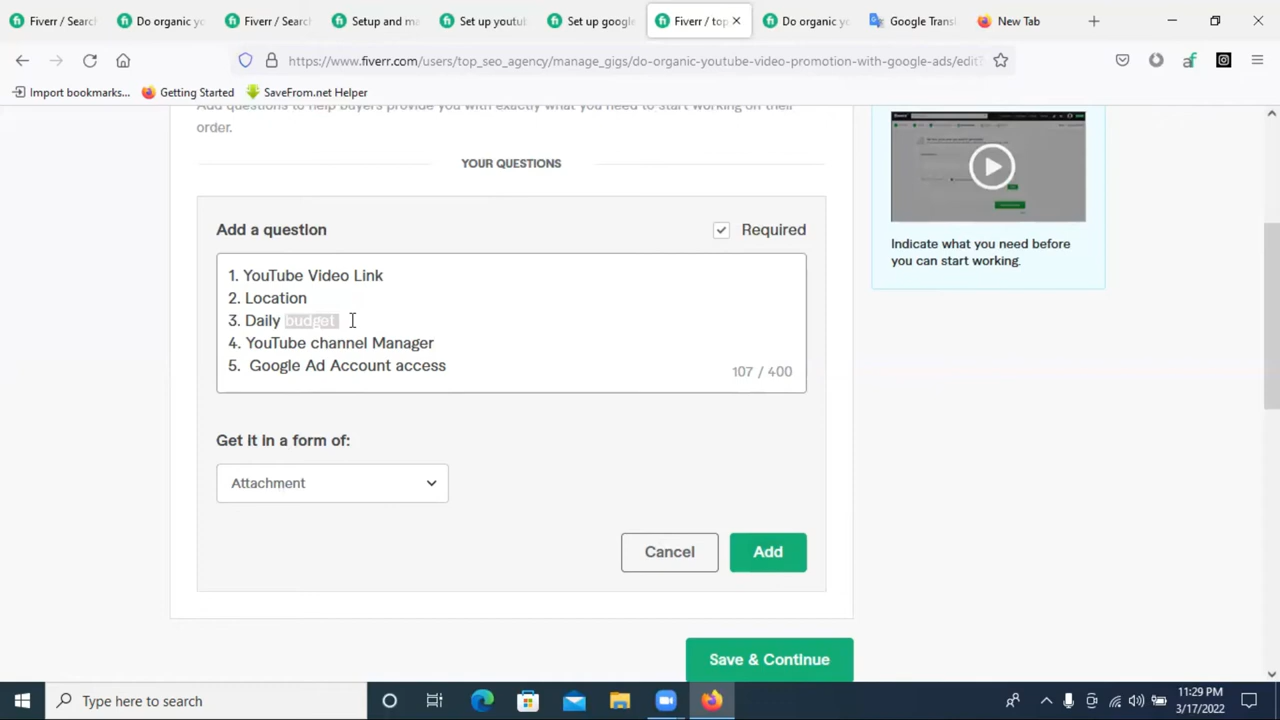 Fiverr / Searc
Do organic yo
Fiverr / Searc
Setup and ma
Set up youtu
Set up google
Fiverr / top
Do organic yo
Google Trans
New Tab
https://www.fiverr.com/users/top_seo_agency/manage_gigs/do-organic-youtube-video-promotion-with-google-ads/edit?
Import bookmarks...
Getting Started
SaveFrom.net Helper
Add questions to help buyers provide you with exactly what you need to start working on their
order.
YOUR QUESTIONS
Add a question
Required
1. YouTube Video Link
2. Location
3. Daily budget
4. YouTube channel Manager
5. Google Ad Account access
107 / 400
Get it in a form of:
Attachment
Cancel
Add
Save & Continue
Indicate what you need before
you can start working.
Type here to search
11:29 PM
3/17/2022